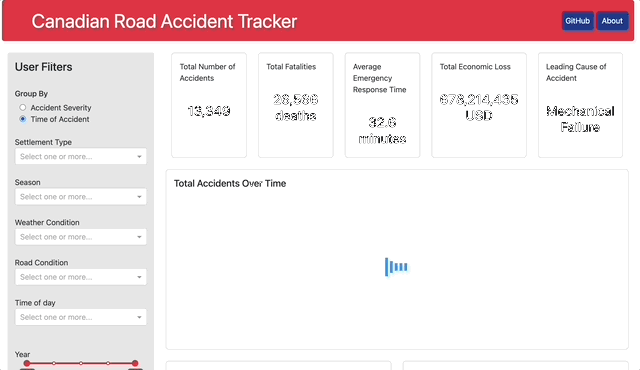 Canadian Road Accident Tracker
GitHub
About
User Filters
Group By
Accident Severity
Time of Accident
Settlement Type
Select one or more...
Season
Select one or more...
Weather Condition
Select one or more...
Road Condition
Select one or more...
Time of day
Select one or more...
Year
Total Number of
Accidents
13,349
Total Fatalities
deaths
Average
Emergency
Response Time
32.6
minutes
Total Economic Loss
678,214,435
USD
Leading Cause of
Accident
Mechanical
Failure
Total Accidents Over Time